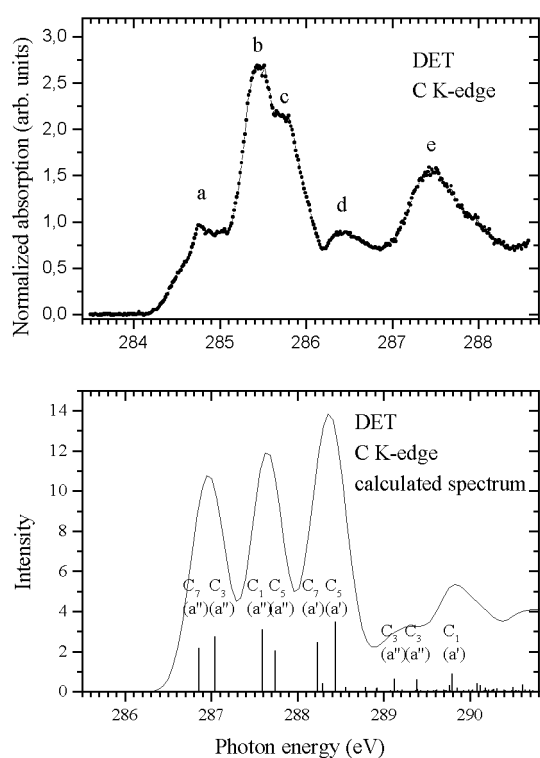 Normalized absorption (arb. units)
3,0
2,5
2,0
1,5
1,0
0,5
0,0
a
b
c
d
e
DET
C K-edge
284 285 286 287 288
Intensity
14
12
10
8
6
4
2
0
DET
C K-edge
calculated spectrum
C₇ C₃ C₁ C₅ C₇ C₅
(a'') (a'') (a'') (a'') (a') (a')
C₃ C₃ C₁
(a'') (a'') (a')
286 287 288 289 290
Photon energy (eV)